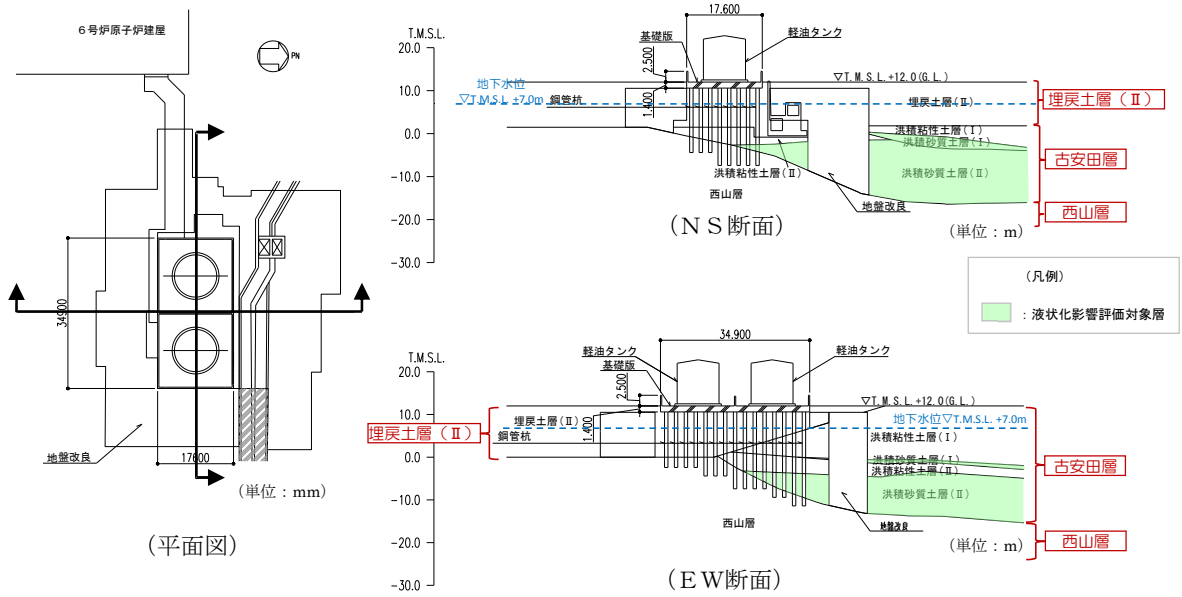 ６号炉原子炉建屋
PN
34900
17600
地盤改良
(単位：mm)
(平面図)
T.M.S.L.
20.0
10.0
0.0
-10.0
-20.0
-30.0
17.600
基礎版
軽油タンク
2.500
1.400
地下水位
▽T.M.S.L. +7.0m
鋼管杭
▽T.M.S.L.+12.0(G.L.)
埋戻土層(Ⅱ)
洪積粘性土層(Ⅰ)
洪積砂質土層(Ⅰ)
洪積粘性土層(Ⅱ)
洪積砂質土層(Ⅱ)
西山層
地盤改良
埋戻土層（Ⅱ）
古安田層
西山層
(ＮＳ断面)
(単位：m)
(凡例)
：液状化影響評価対象層
T.M.S.L.
20.0
10.0
0.0
-10.0
-20.0
-30.0
34.900
軽油タンク
軽油タンク
基礎版
2.500
1.400
▽T.M.S.L.+12.0(G.L.)
地下水位▽T.M.S.L. +7.0m
埋戻土層（Ⅱ）
埋戻土層(Ⅱ)
鋼管杭
洪積粘性土層(Ⅰ)
洪積砂質土層(Ⅰ)
洪積粘性土層(Ⅱ)
洪積砂質土層(Ⅱ)
西山層
地盤改良
古安田層
西山層
(単位：m)
(ＥＷ断面)